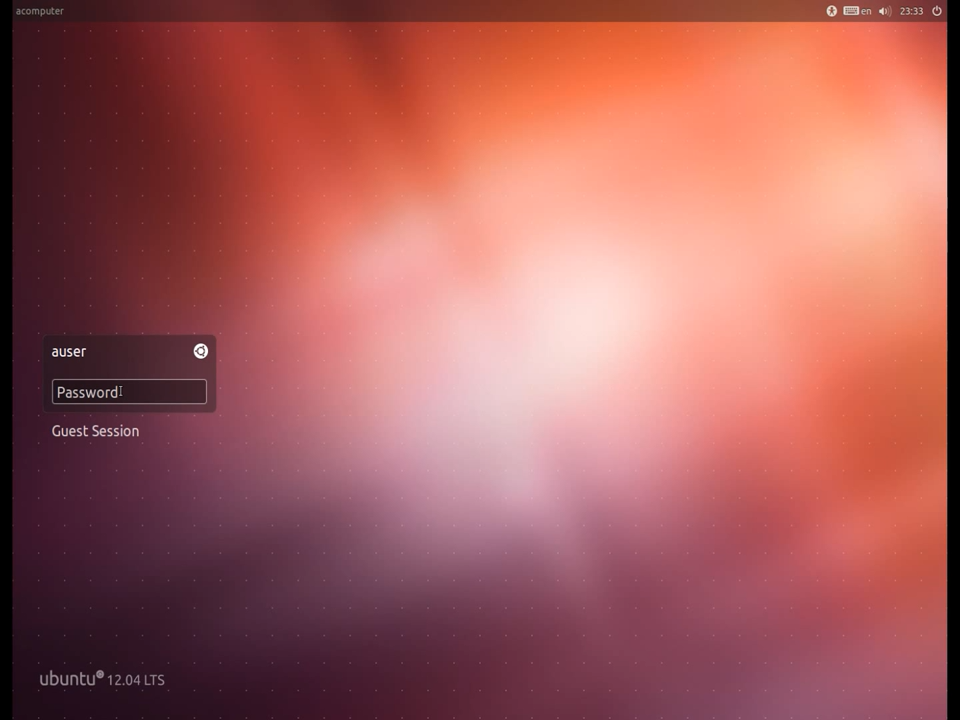 acomputer
en
23:33
auser
Password
Guest Session
ubuntu 12.04 LTS